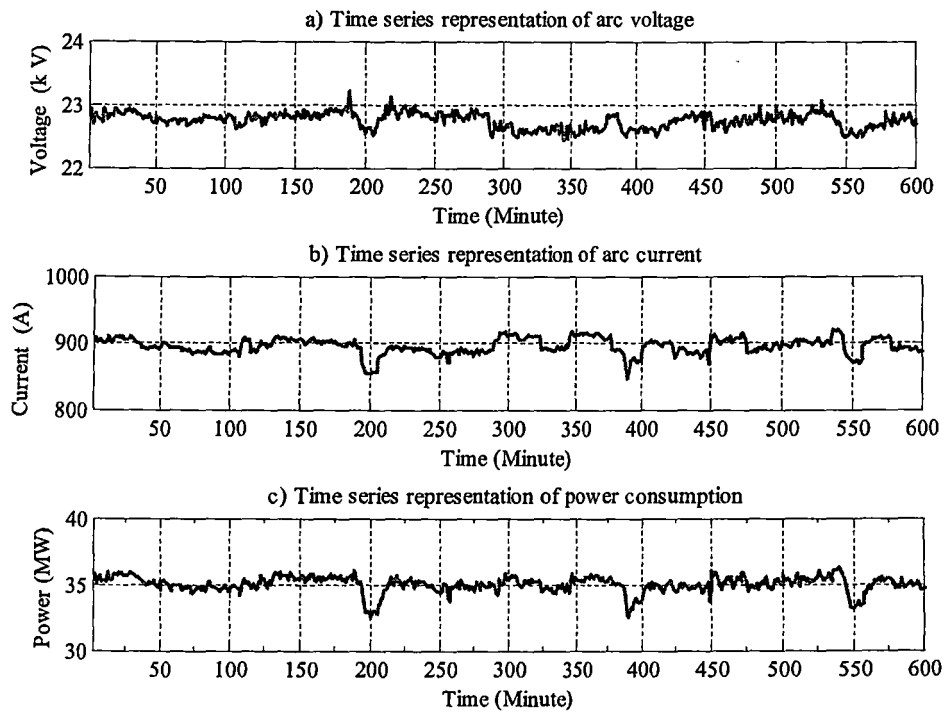 a) Time series representation of arc voltage
24
23
22
Voltage (k V)
50 100 150 200 250 300 350 400 450 500 550 600
Time (Minute)
b) Time series representation of arc current
1000
900
800
Current (A)
50 100 150 200 250 300 350 400 450 500 550 600
Time (Minute)
c) Time series representation of power consumption
40
35
30
Power (MW)
50 100 150 200 250 300 350 400 450 500 550 600
Time (Minute)